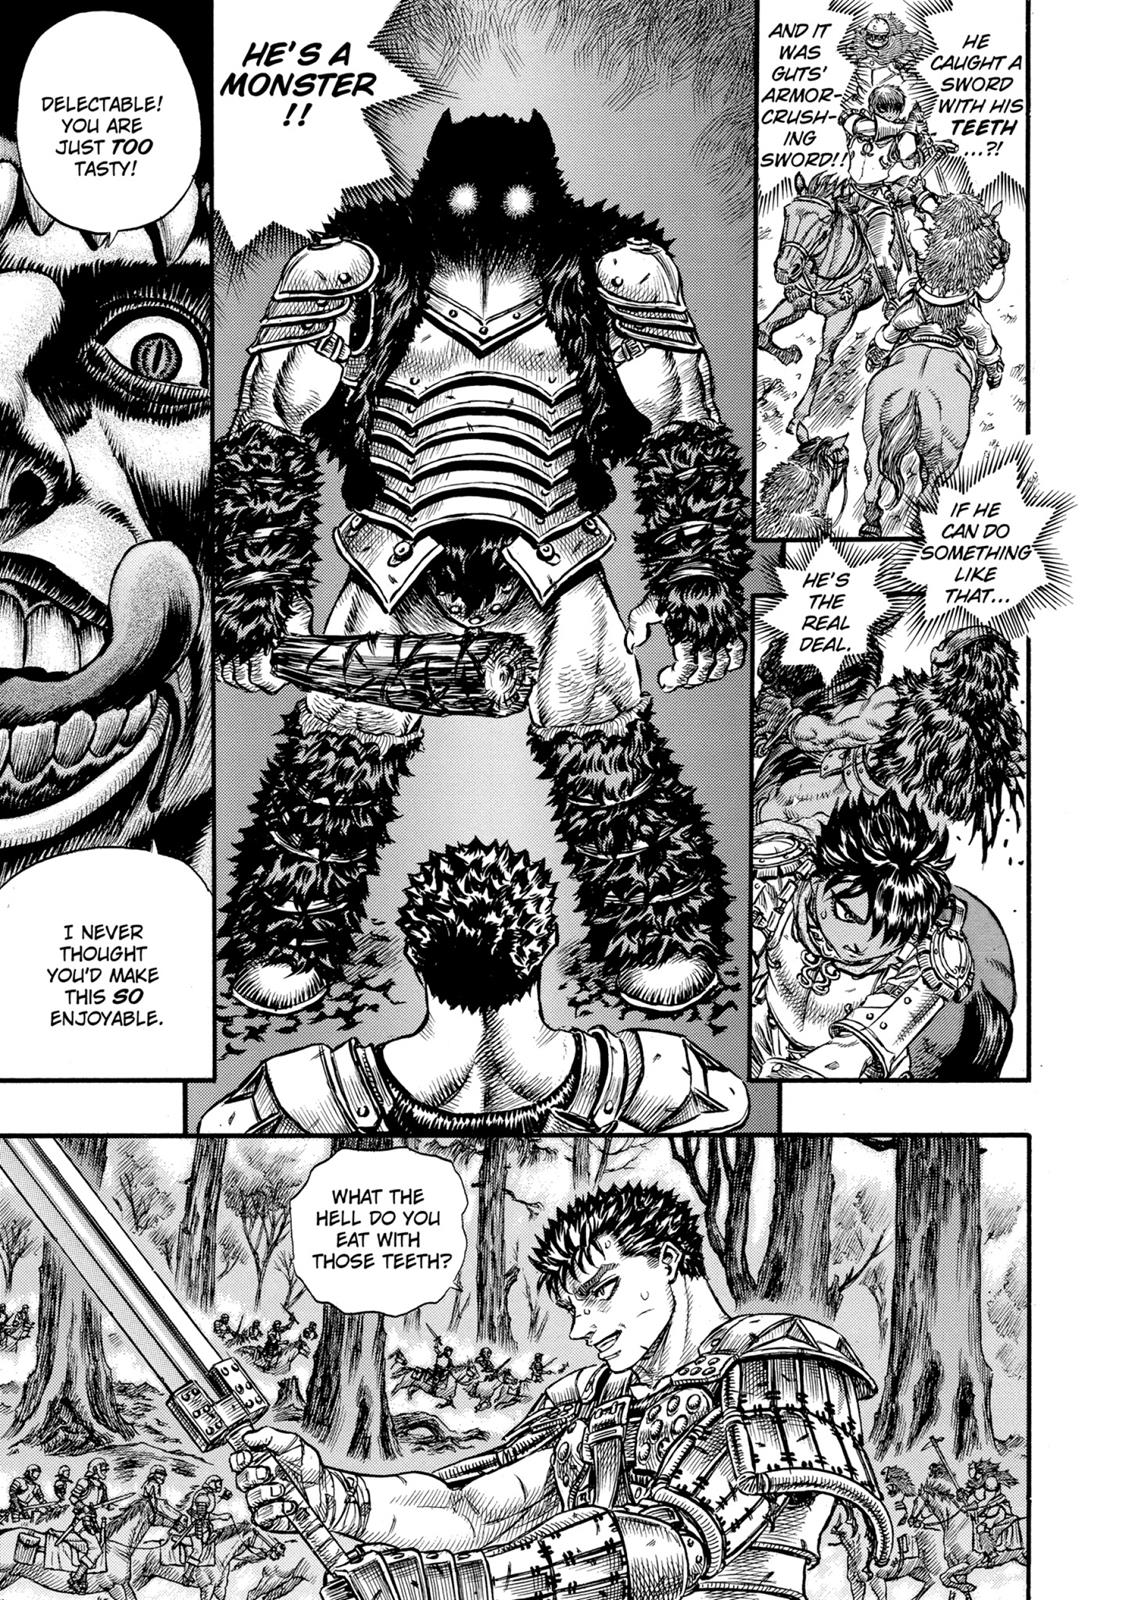 HE
CAUGHT A
SWORD
WITH HIS
TEETH
...?!
AND IT
WAS
GUTS'
ARMOR-
CRUSH-
ING
SWORD!!
IF HE
CAN DO
SOMETHING
LIKE
THAT...
HE'S
THE
REAL
DEAL.
HE'S A
MONSTER
!!
DELECTABLE!
YOU ARE
JUST TOO
TASTY!
I NEVER
THOUGHT
YOU'D MAKE
THIS SO
ENJOYABLE.
WHAT THE
HELL DO YOU
EAT WITH
THOSE TEETH?